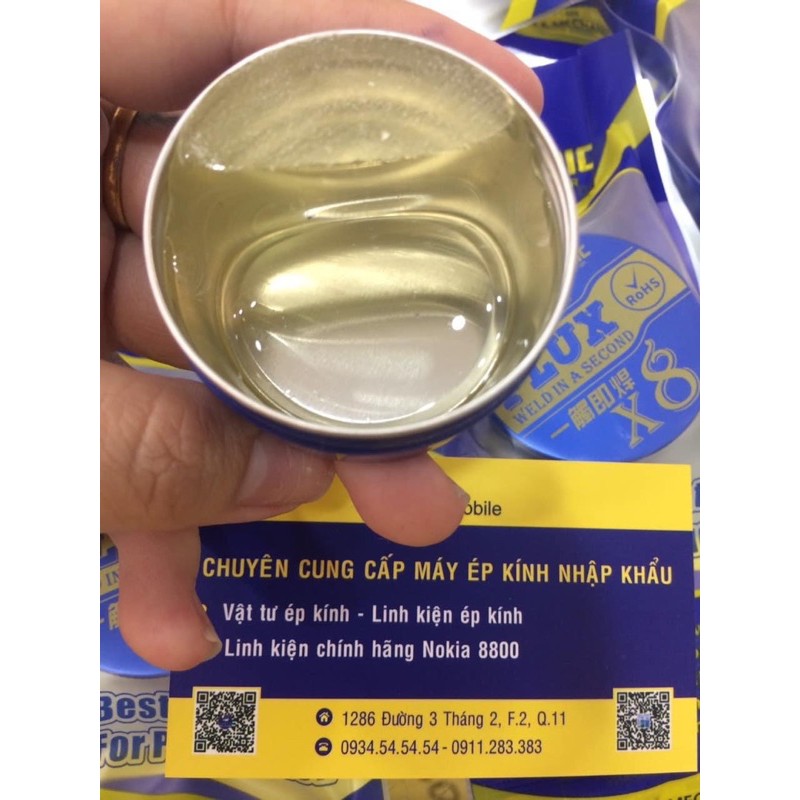 RoHS
FLUX
WELD IN A SECOND
一觸即焊
X8
CHUYÊN CUNG CẤP MÁY ÉP KÍNH NHẬP KHẨU
Vật tư ép kính - Linh kiện ép kính
Linh kiện chính hãng Nokia 8800
1286 Đường 3 Tháng 2, F.2, Q.11
0934.54.54.54 - 0911.283.383
Best
For